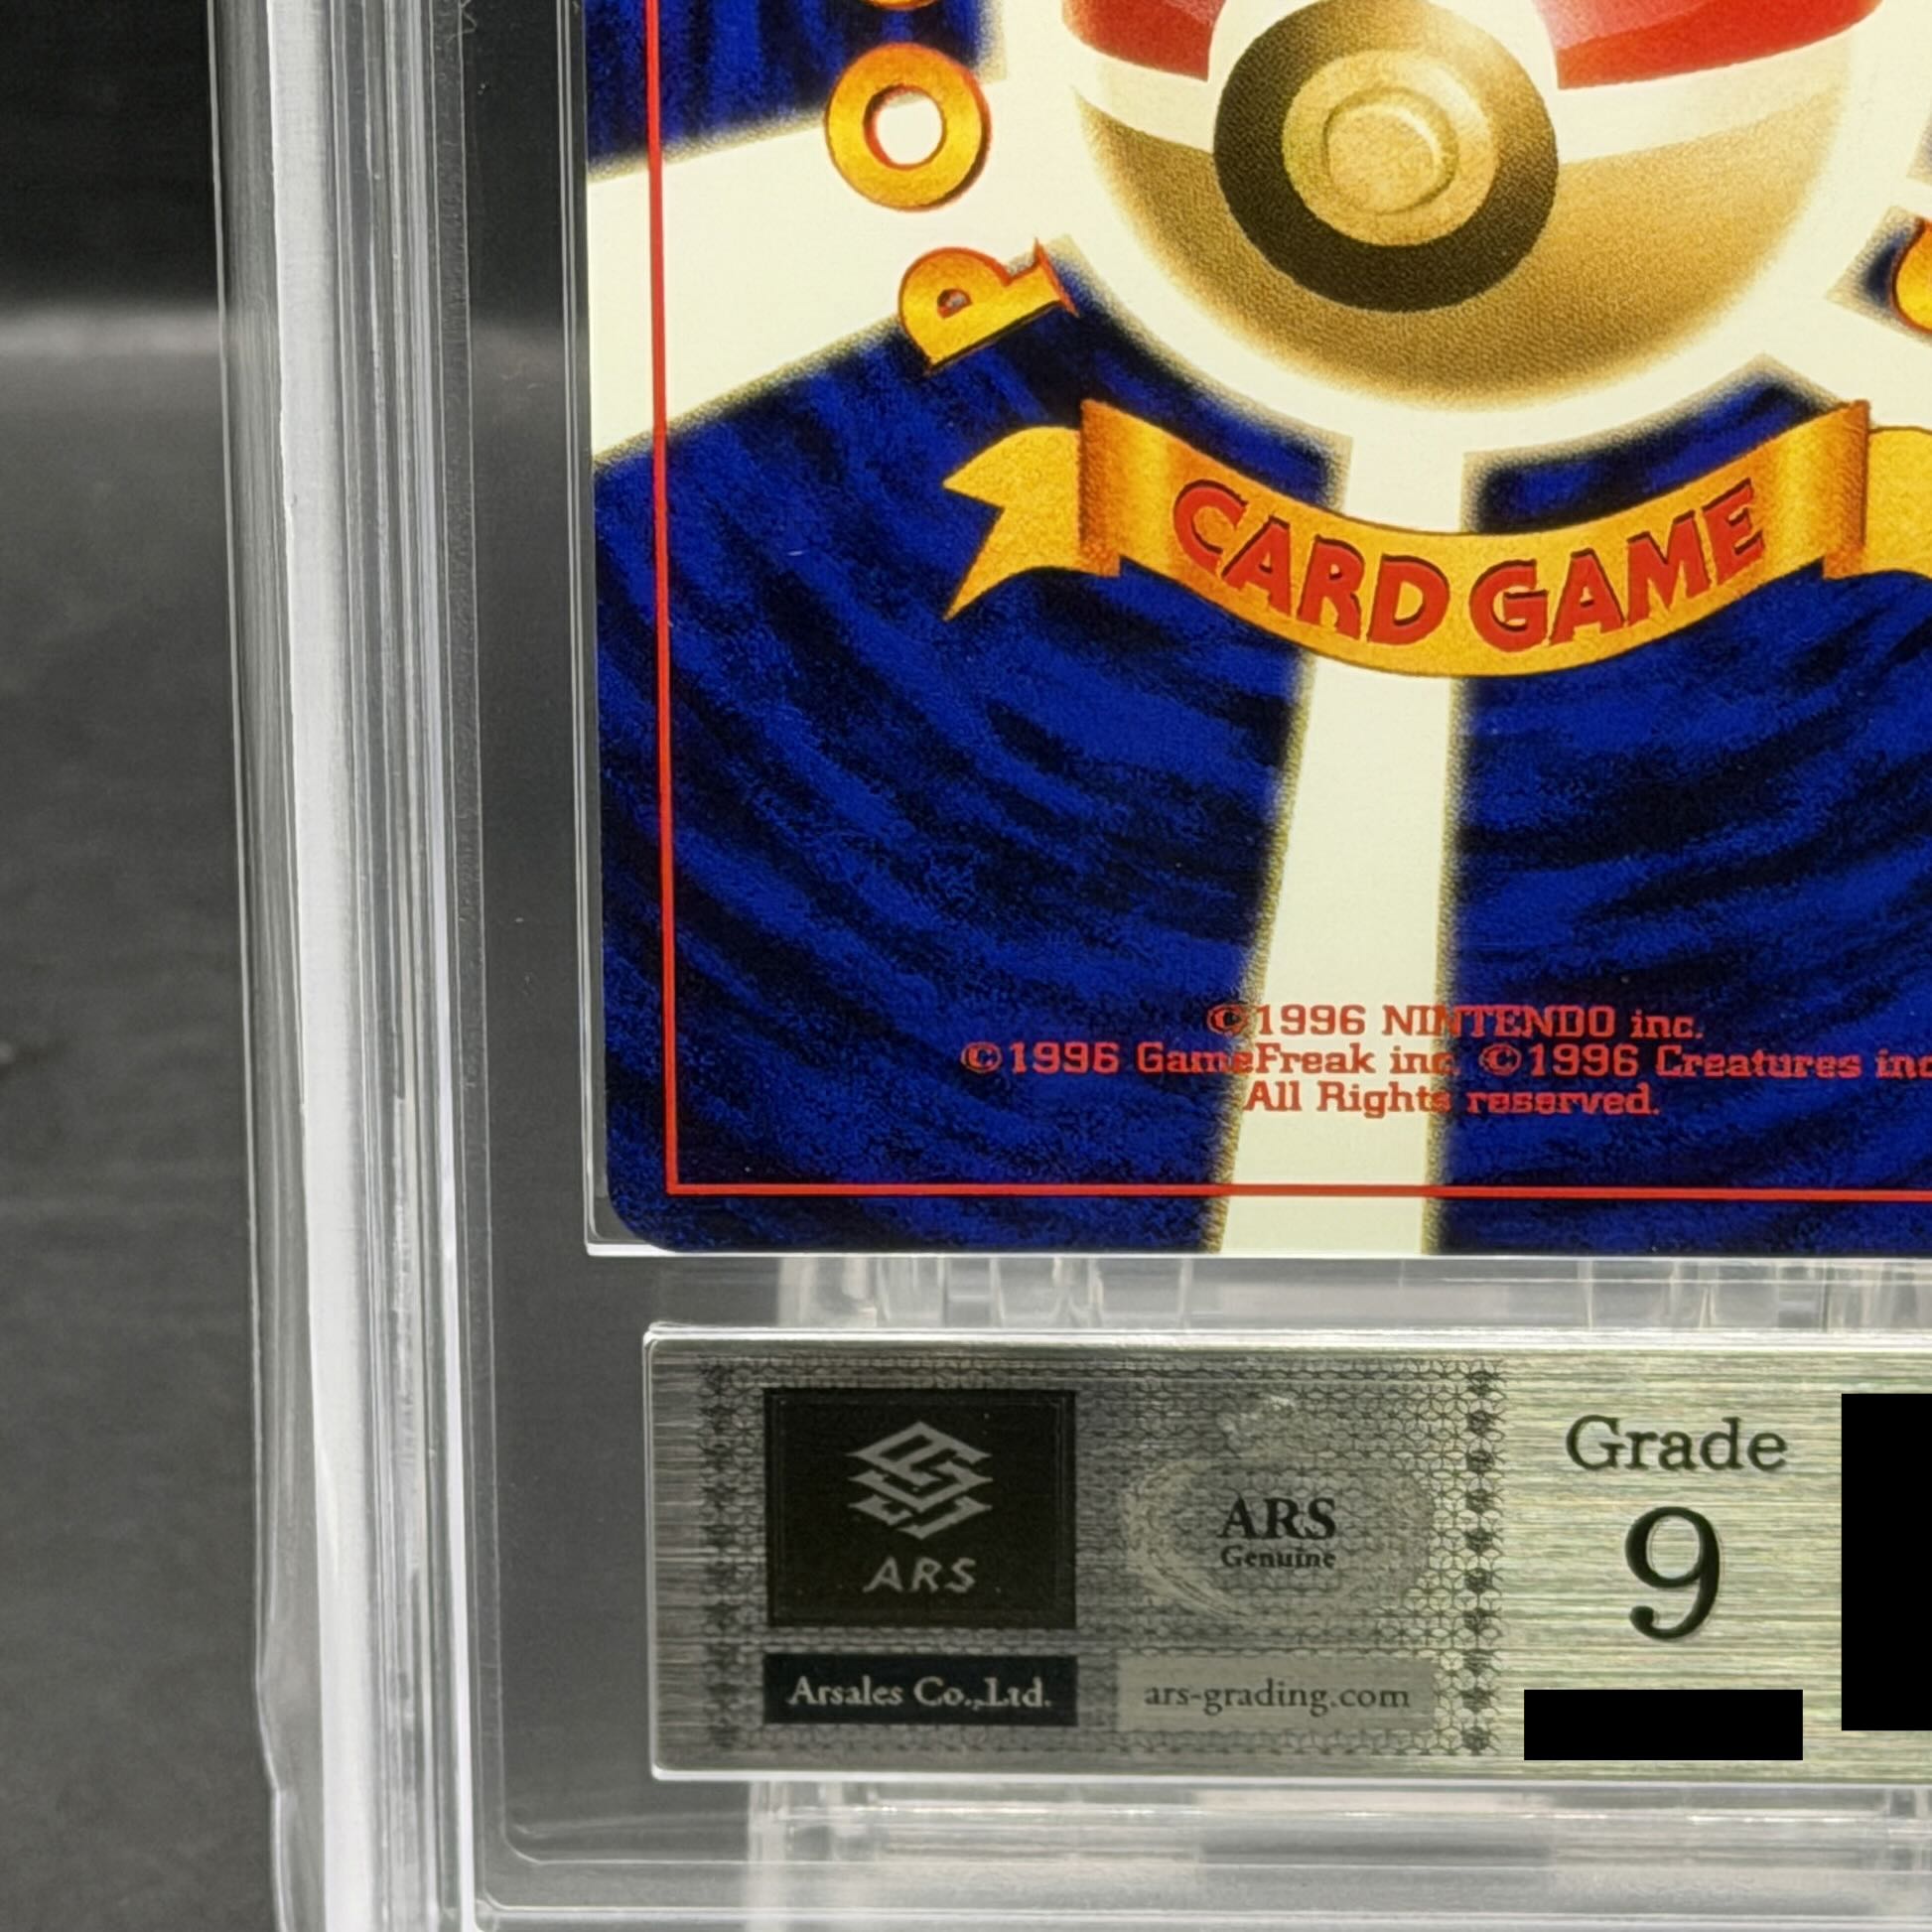 PO
CARD GAME
©1996 NINTENDO inc.
©1996 GameFreak inc. ©1996 Creatures inc
All Rights reserved.
ARS
ARS
Genuine
Arsales Co.,Ltd.
ars-grading.com
Grade
9